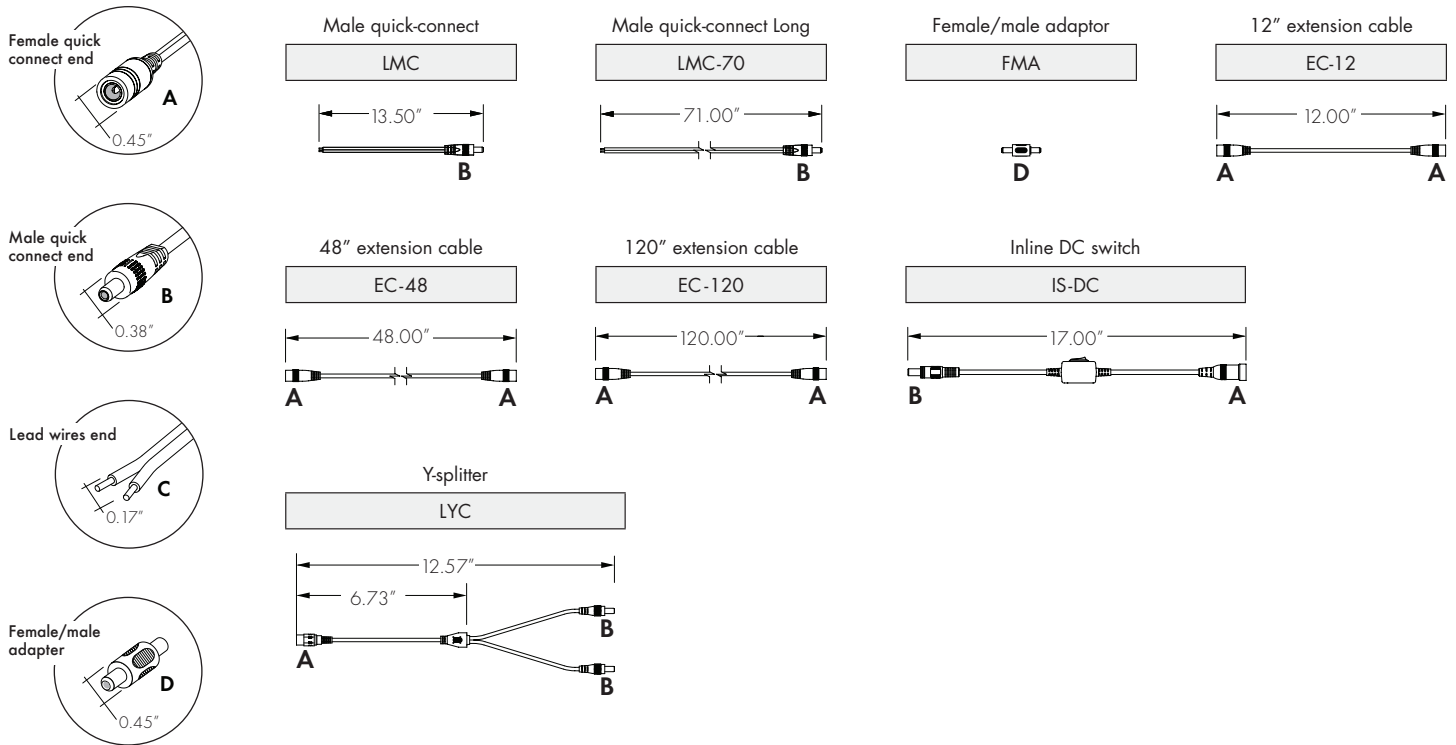 Female quick
connect end
A
0.45”
Male quick-connect
LMC
13.50”
B
Male quick-connect Long
LMC-70
71.00”
B
Female/male adaptor
FMA
D
12” extension cable
EC-12
12.00”
A
A
Male quick
connect end
B
0.38”
48” extension cable
EC-48
48.00”
A
A
120” extension cable
EC-120
120.00”
A
A
Inline DC switch
IS-DC
17.00”
B
A
Lead wires end
C
0.17”
Y-splitter
LYC
12.57”
6.73”
A
B
B
Female/male
adapter
D
0.45”